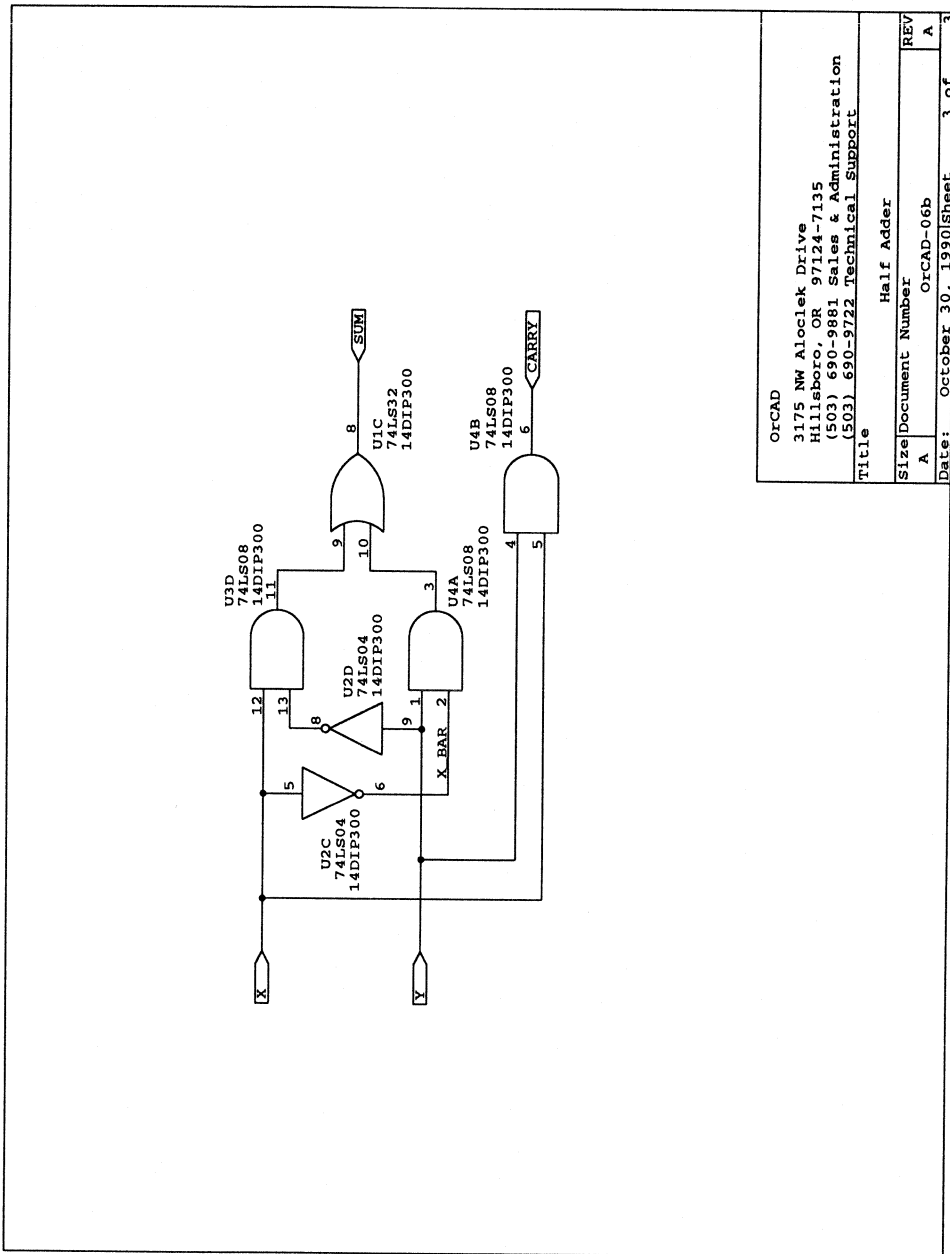 U3D
74LS08
14DIP300
12
13
11
U2D
74LS04
14DIP300
8
9
U2C
74LS04
14DIP300
5
6
X
Y
X_BAR
1
2
3
U4A
74LS08
14DIP300
9
10
8
U1C
74LS32
14DIP300
SUM
U4B
74LS08
14DIP300
4
5
6
CARRY
OrCAD
3175 NW Aloclek Drive
Hillsboro, OR 97124-7135
(503) 690-9881 Sales & Administration
(503) 690-9722 Technical Support
Title
Half Adder
Size Document Number REV
A OrCAD-06b A
Date: October 30, 1990 Sheet 3 of